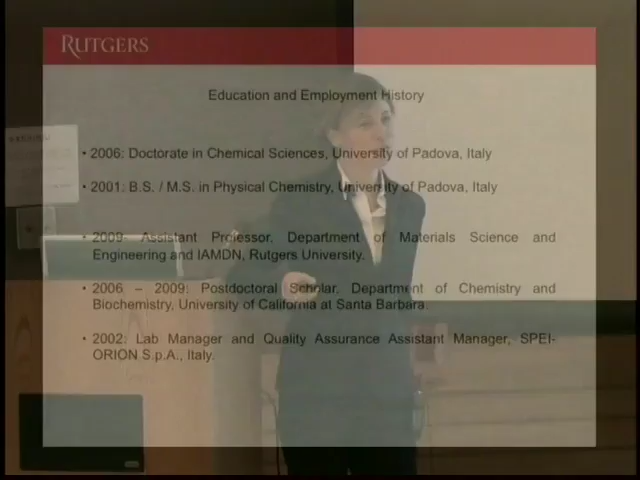 RUTGERS
Education and Employment History
• 2006: Doctorate in Chemical Sciences, University of Padova, Italy
• 2001: B.S. / M.S. in Physical Chemistry, University of Padova, Italy
• 2009- Assistant Professor. Department of Materials Science and
Engineering and IAMDN, Rutgers University.
• 2006 – 2009: Postdoctoral Scholar. Department of Chemistry and
Biochemistry, University of California at Santa Barbara.
• 2002: Lab Manager and Quality Assurance Assistant Manager, SPEI-
ORION S.p.A., Italy.